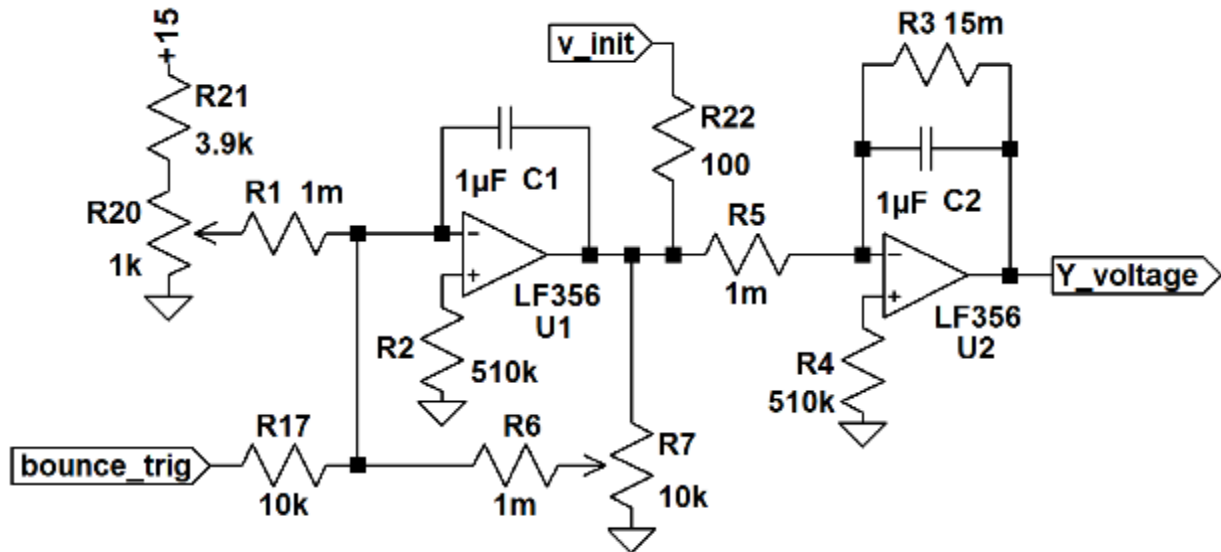 +15
R21
3.9k
R20
1k
R1 1m
1µF C1
R2
510k
LF356
U1
v_init
R22
100
R5
1m
R3 15m
1µF C2
LF356
U2
R4
510k
Y_voltage
bounce_trig
R17
10k
R6
1m
R7
10k